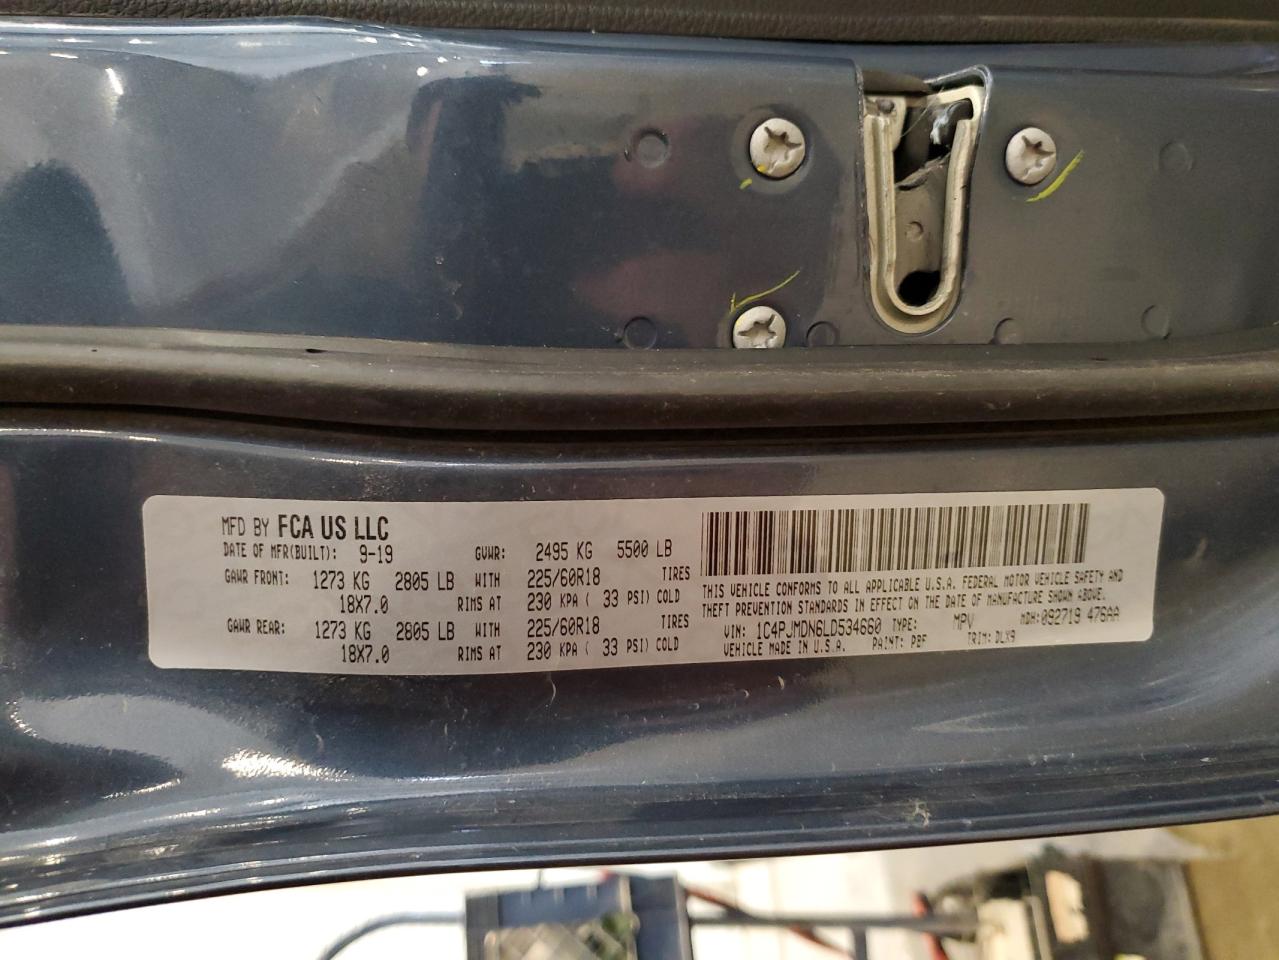 MFD BY FCA US LLC
DATE OF MFR(BUILT): 9-19 GVWR: 2495 KG 5500 LB
GAWR FRONT: 1273 KG 2805 LB WITH 225/60R18 TIRES
18X7.0 RIMS AT 230 KPA ( 33 PSI) COLD
GAWR REAR: 1273 KG 2805 LB WITH 225/60R18 TIRES
18X7.0 RIMS AT 230 KPA ( 33 PSI) COLD
THIS VEHICLE CONFORMS TO ALL APPLICABLE U.S.A. FEDERAL MOTOR VEHICLE SAFETY AND
THEFT PREVENTION STANDARDS IN EFFECT ON THE DATE OF MANUFACTURE SHOWN ABOVE.
VIN: 1C4PJMDN6LD534660 TYPE: MPV MDH:092719 476AA
VEHICLE MADE IN U.S.A. PAINT: PBF TRIM: DLX9